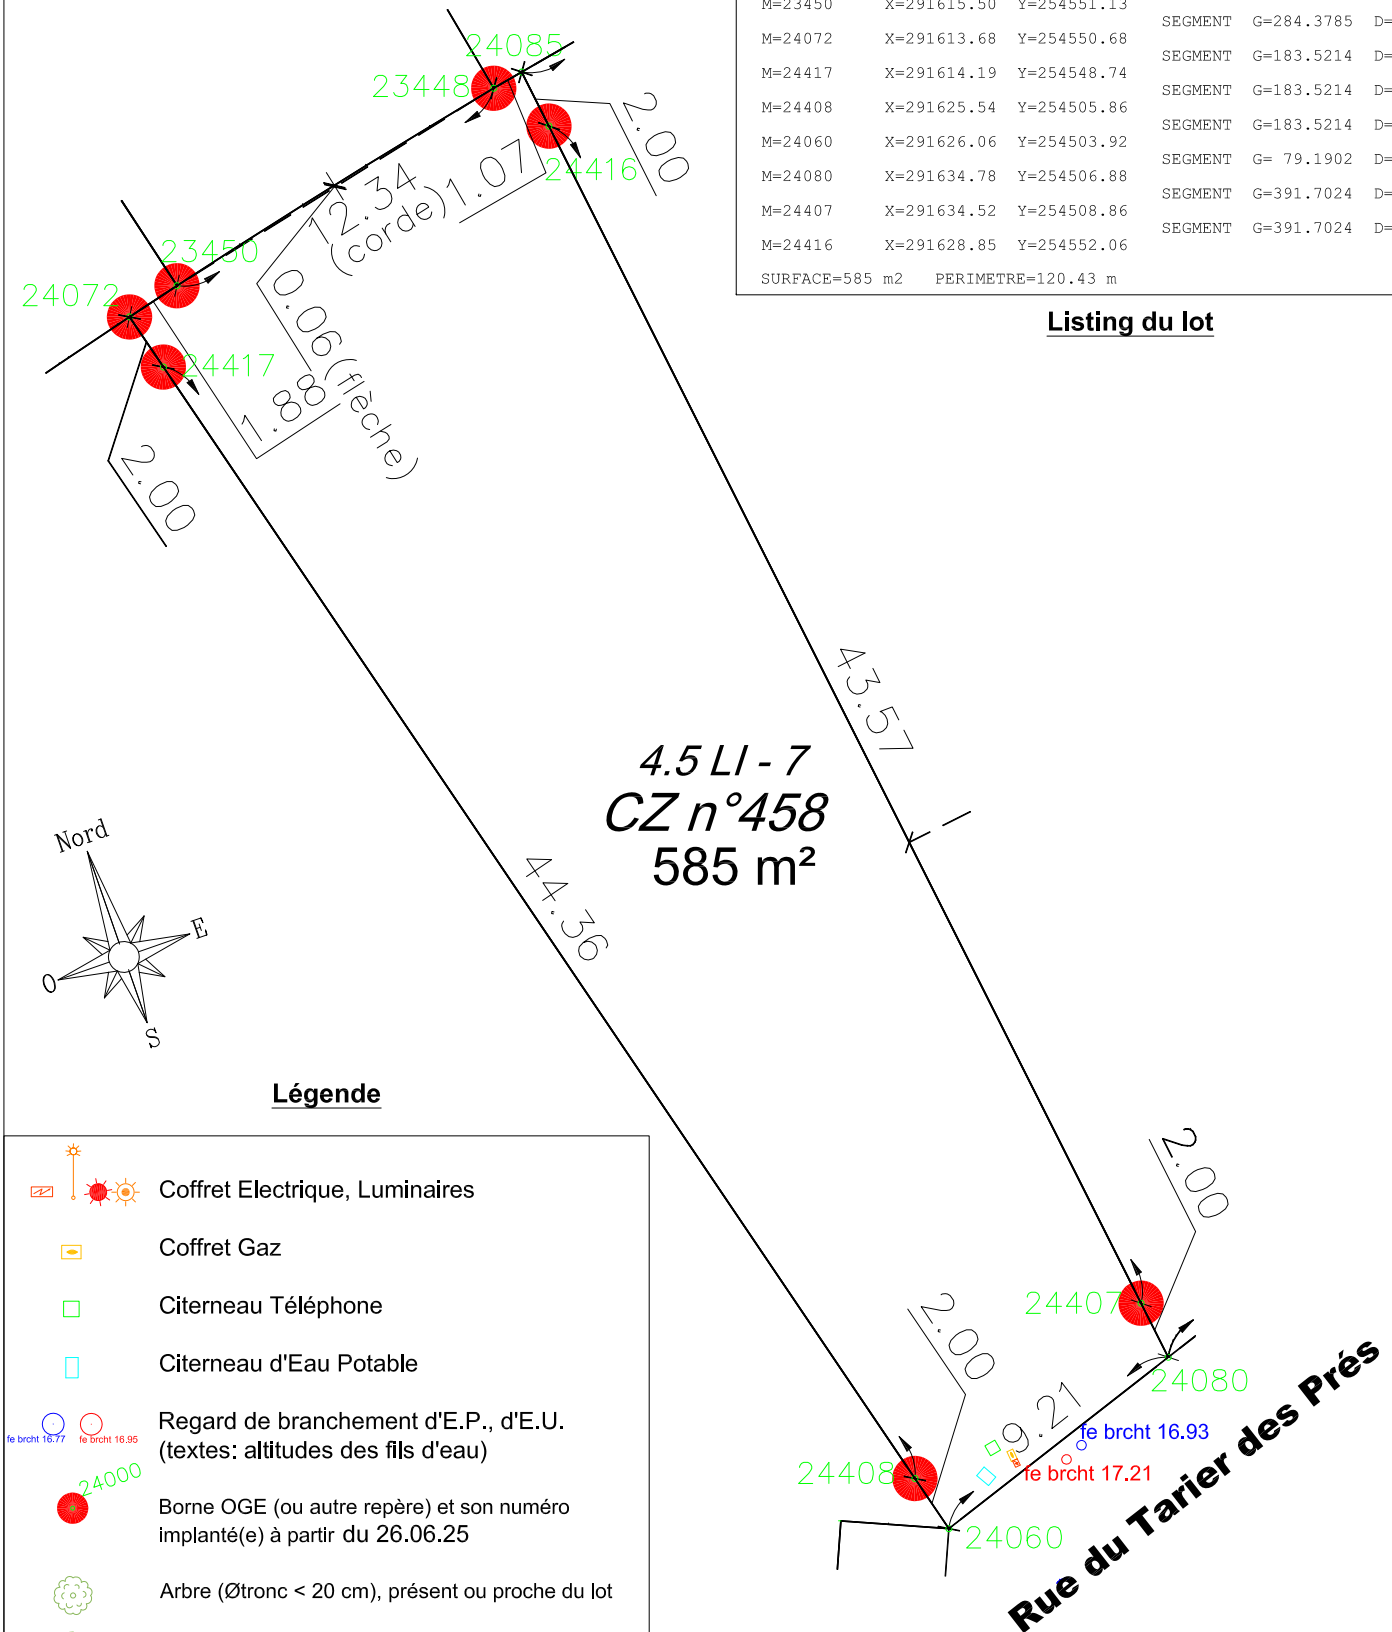 M=23450 X=291615.50 Y=254551.13
SEGMENT G=284.3785 D=
M=24072 X=291613.68 Y=254550.68
SEGMENT G=183.5214 D=
M=24417 X=291614.19 Y=254548.74
SEGMENT G=183.5214 D=
M=24408 X=291625.54 Y=254505.86
SEGMENT G=183.5214 D=
M=24060 X=291626.06 Y=254503.92
SEGMENT G= 79.1902 D=
M=24080 X=291634.78 Y=254506.88
SEGMENT G=391.7024 D=
M=24407 X=291634.52 Y=254508.86
SEGMENT G=391.7024 D=
M=24416 X=291628.85 Y=254552.06
SURFACE=585 m2 PERIMETRE=120.43 m
Listing du lot
24085
23448
2.00
24416
1.07
12.34
(corde)
23450
24072
0.06(flèche)
24417
1.88
2.00
43.57
4.5 LI - 7
CZ n°458
585 m²
44.36
Nord
E
O
S
2.00
24407
24080
2.00
9.21
fe brcht 16.93
fe brcht 17.21
24408
24060
Rue du Tarier des Prés
Légende
Coffret Electrique, Luminaires
Coffret Gaz
Citerneau Téléphone
Citerneau d'Eau Potable
fe brcht 16.77
fe brcht 16.95
Regard de branchement d'E.P., d'E.U.
(textes: altitudes des fils d'eau)
24000
Borne OGE (ou autre repère) et son numéro
implanté(e) à partir du 26.06.25
Arbre (Øtronc < 20 cm), présent ou proche du lot